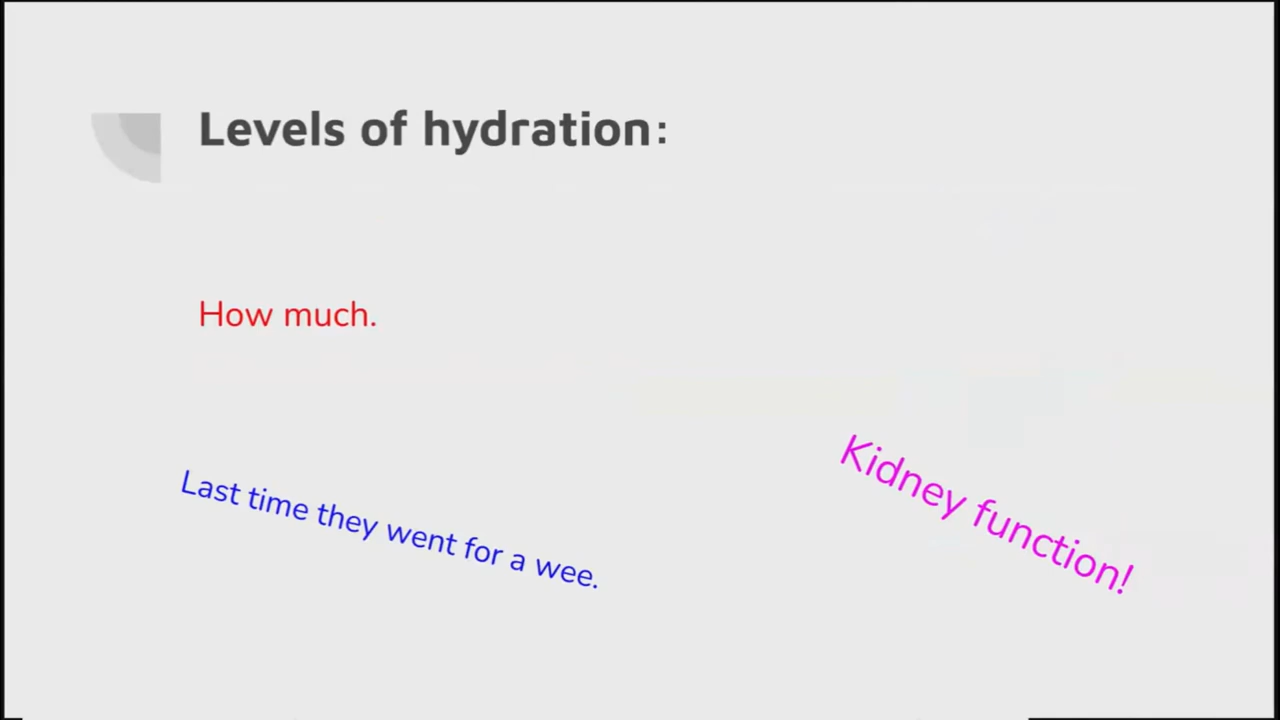 Levels of hydration:
How much.
Last time they went for a wee.
Kidney function!